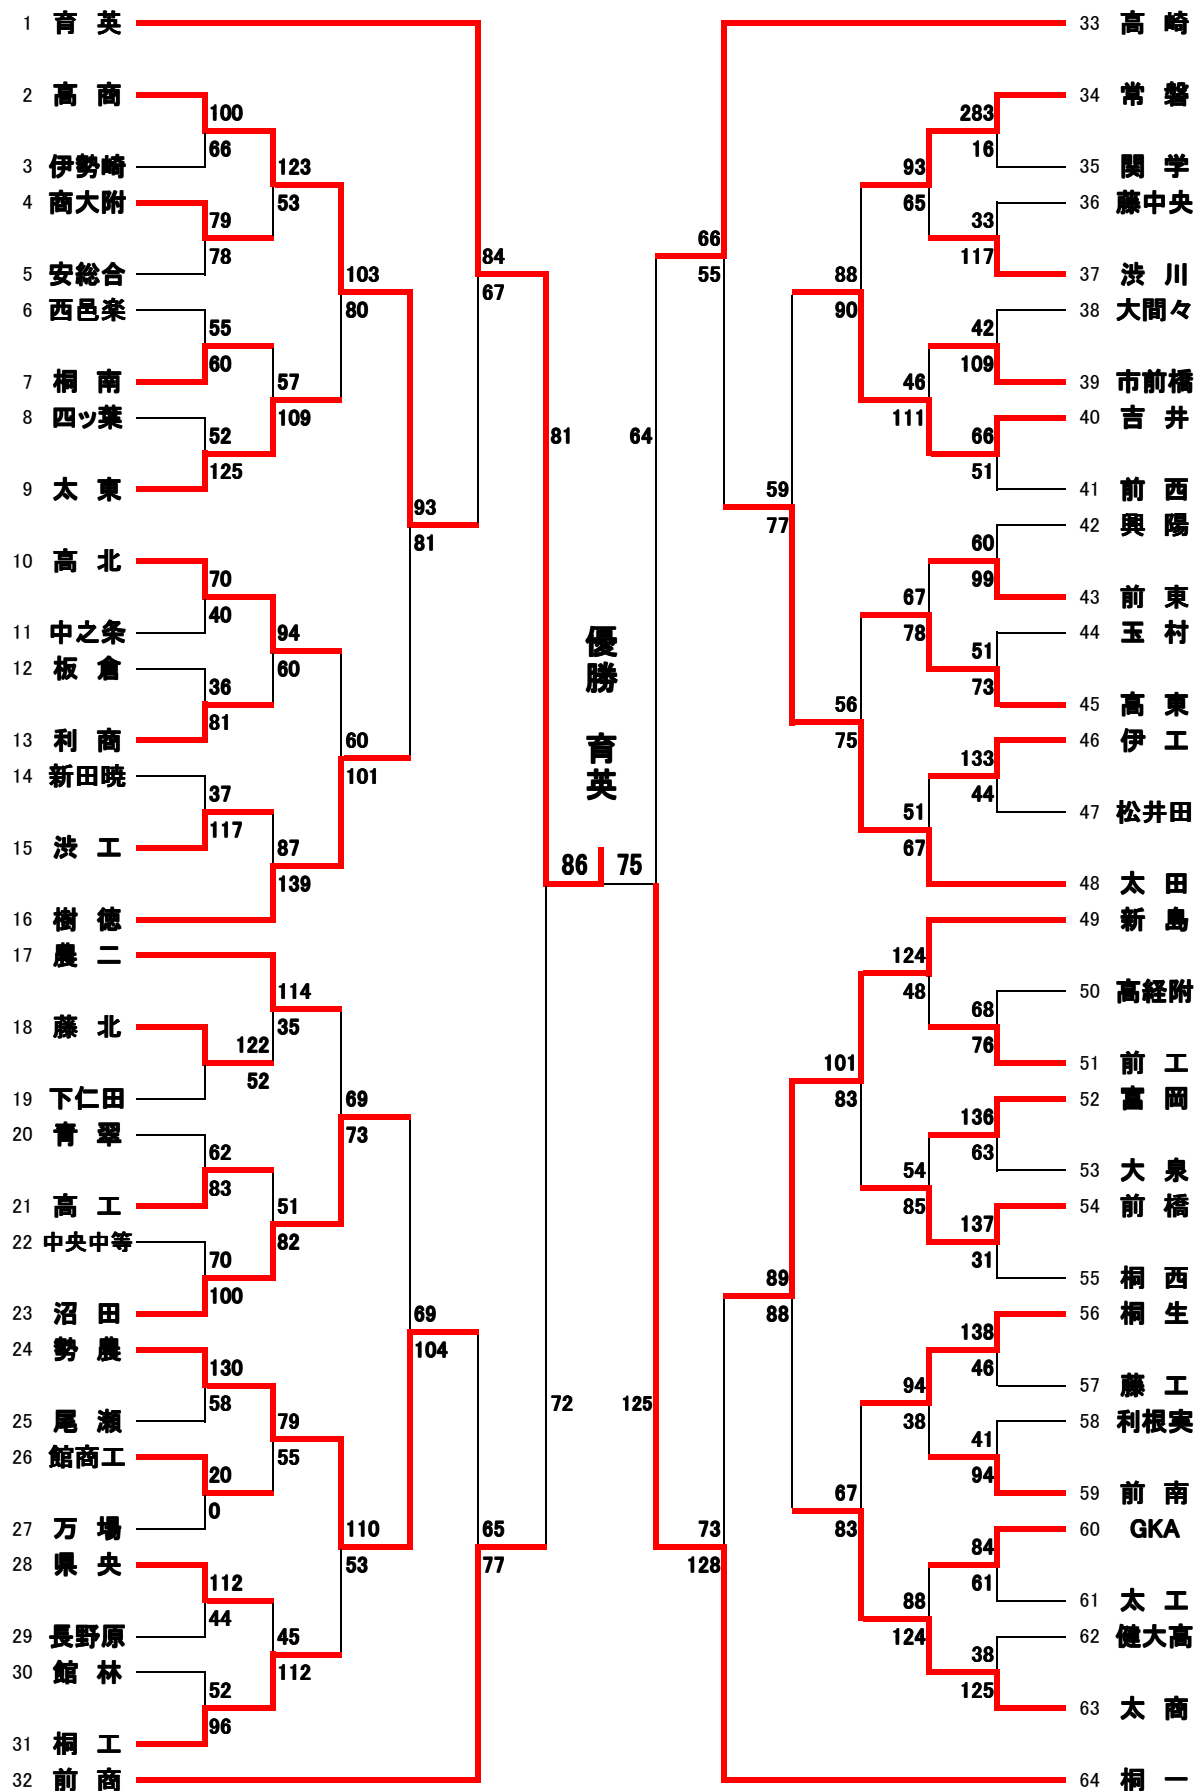 1 育 英
2 高 商
3 伊勢崎
4 商大附
5 安総合
6 西邑楽
7 桐 南
8 四ッ葉
9 太 東
10 高 北
11 中之条
12 板 倉
13 利 商
14 新田暁
15 渋 工
16 樹 徳
17 農 二
18 藤 北
19 下仁田
20 青 翠
21 高 工
22 中央中等
23 沼 田
24 勢 農
25 尾 瀬
26 館商工
27 万 場
28 県 央
29 長野原
30 館 林
31 桐 工
32 前 商
100
66
79
78
55
60
52
125
70
40
36
81
37
117
122
52
62
83
70
100
130
58
20
0
112
44
52
96
123
53
57
109
94
60
87
139
114
35
51
82
79
55
45
112
103
80
60
101
69
73
110
53
93
81
69
104
84
67
65
77
81
72
優勝 育英
86 75
64
125
66
55
73
128
59
77
89
88
88
90
56
75
101
83
67
83
93
65
46
111
67
78
51
67
124
48
54
85
94
38
88
124
283
16
33
117
42
109
66
51
60
99
51
73
133
44
68
76
136
63
137
31
138
46
41
94
84
61
38
125
33 高 崎
34 常 磐
35 関 学
36 藤中央
37 渋 川
38 大間々
39 市前橋
40 吉 井
41 前 西
42 興 陽
43 前 東
44 玉 村
45 高 東
46 伊 工
47 松井田
48 太 田
49 新 島
50 高経附
51 前 工
52 富 岡
53 大 泉
54 前 橋
55 桐 西
56 桐 生
57 藤 工
58 利根実
59 前 南
60 GKA
61 太 工
62 健大高
63 太 商
64 桐 一